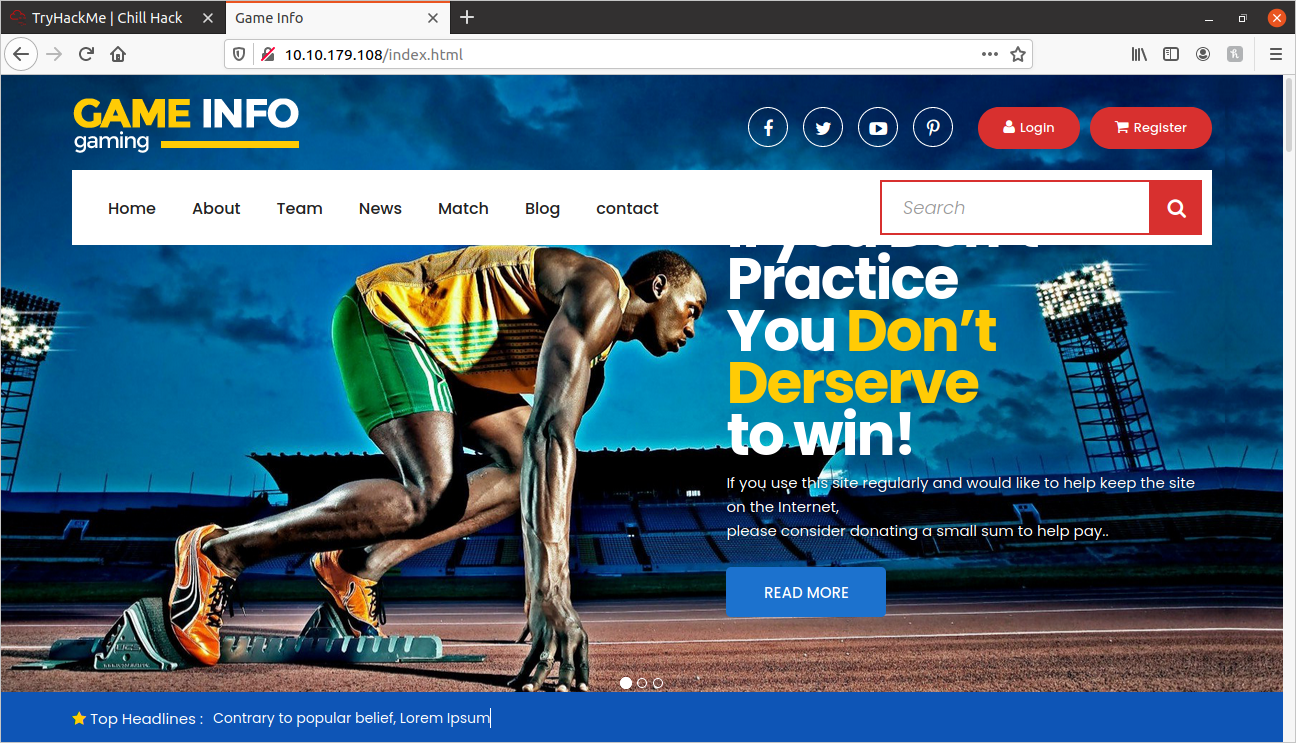 TryHackMe | Chill Hack
Game Info
10.10.179.108/index.html
GAME INFO
gaming
Login
Register
Home
About
Team
News
Match
Blog
contact
Search
If you Don't
Practice
You Don’t
Derserve
to win!
If you use this site regularly and would like to help keep the site
on the Internet,
please consider donating a small sum to help pay..
READ MORE
Top Headlines :
Contrary to popular belief, Lorem Ipsum